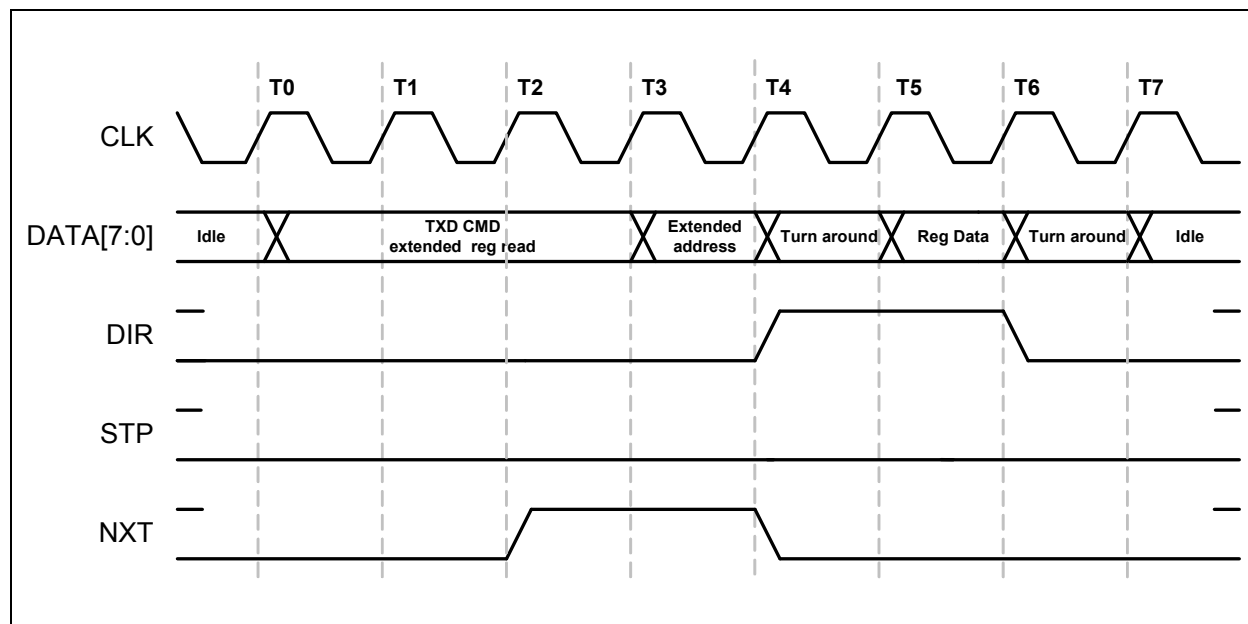 T0 T1 T2 T3 T4 T5 T6 T7
CLK
DATA[7:0]
Idle
TXD CMD
extended reg read
Extended
address
Turn around
Reg Data
Turn around
Idle
DIR
STP
NXT